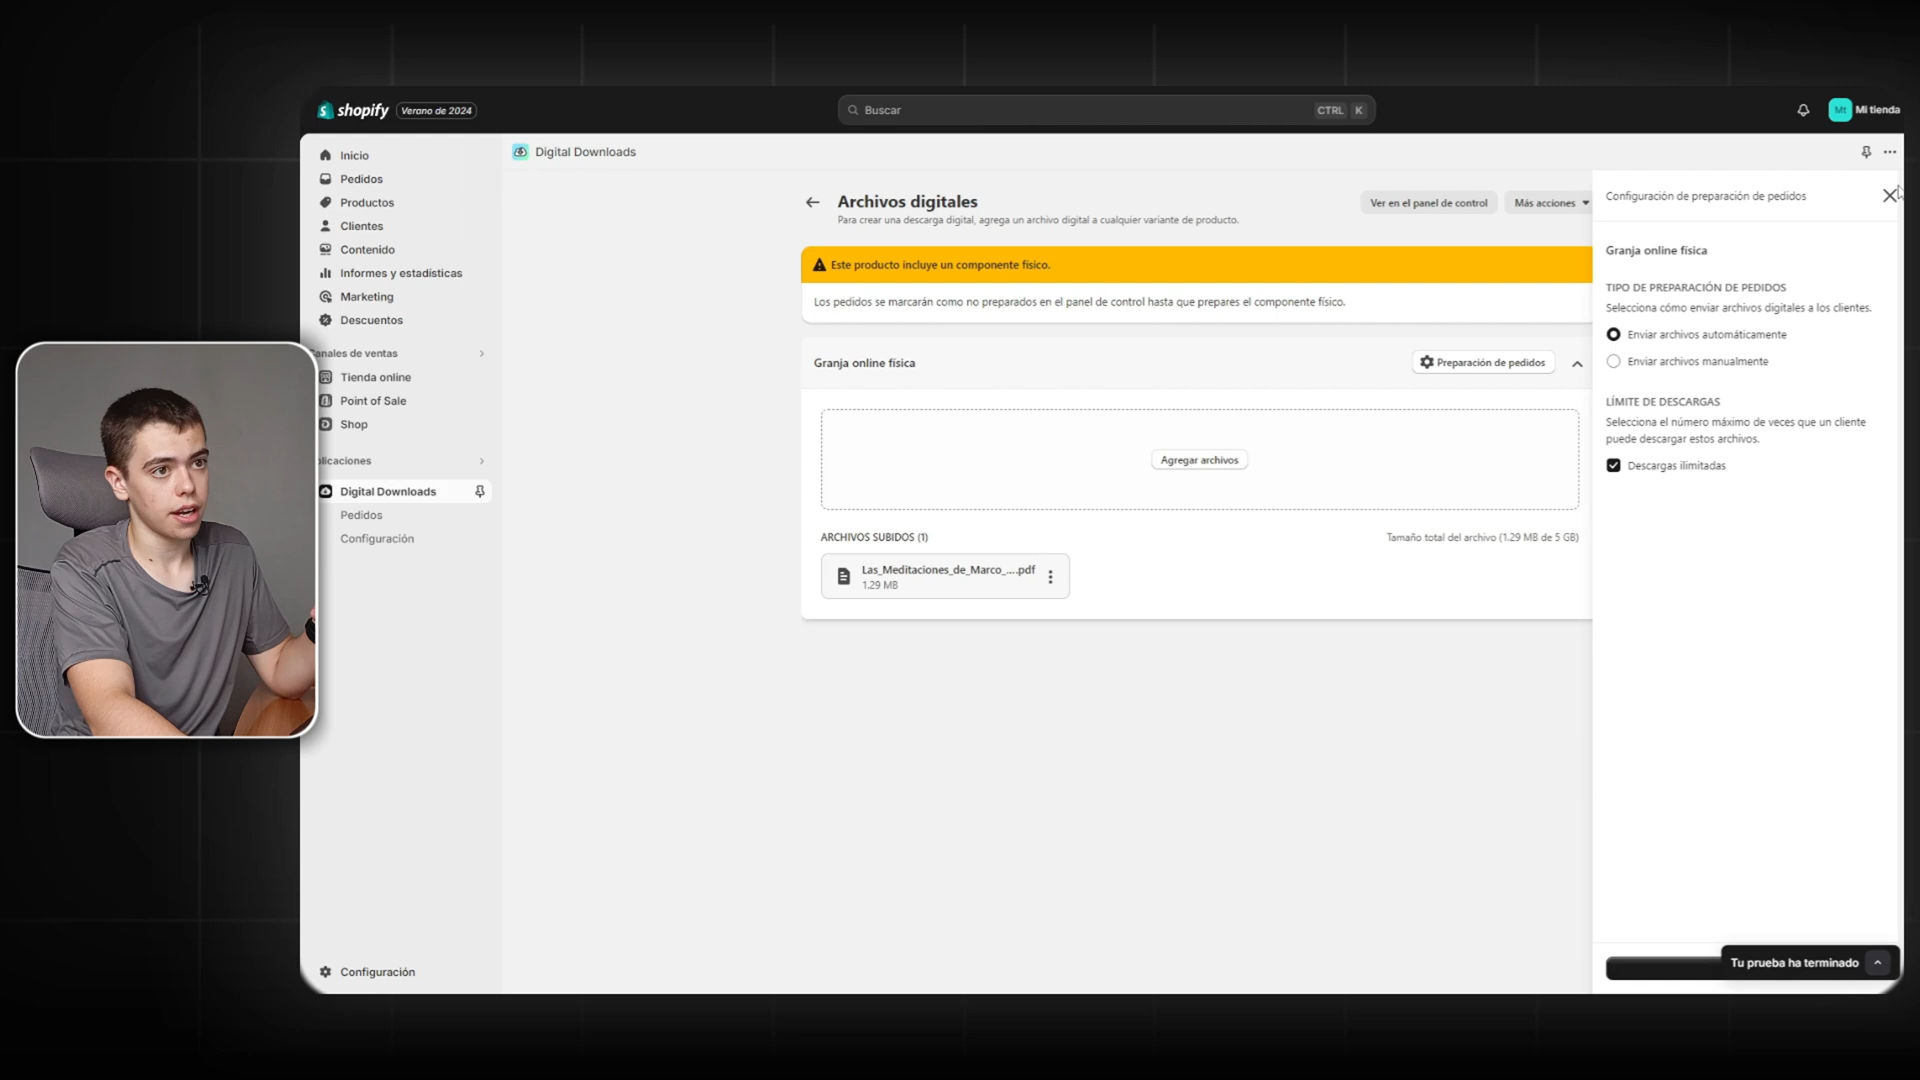 shopify
Verano de 2024
Buscar
CTRL K
Mt
Mi tienda
Inicio
Pedidos
Productos
Clientes
Contenido
Informes y estadísticas
Marketing
Descuentos
anales de ventas
Tienda online
Point of Sale
Shop
licaciones
Digital Downloads
Pedidos
Configuración
Configuración
Digital Downloads
Archivos digitales
Para crear una descarga digital, agrega un archivo digital a cualquier variante de producto.
Ver en el panel de control
Más acciones
Este producto incluye un componente físico.
Los pedidos se marcarán como no preparados en el panel de control hasta que prepares el componente físico.
Granja online física
Preparación de pedidos
Agregar archivos
ARCHIVOS SUBIDOS (1)
Tamaño total del archivo (1.29 MB de 5 GB)
Las_Meditaciones_de_Marco_....pdf
1.29 MB
Configuración de preparación de pedidos
Granja online física
TIPO DE PREPARACIÓN DE PEDIDOS
Selecciona cómo enviar archivos digitales a los clientes.
Enviar archivos automáticamente
Enviar archivos manualmente
LÍMITE DE DESCARGAS
Selecciona el número máximo de veces que un cliente
puede descargar estos archivos.
Descargas ilimitadas
Tu prueba ha terminado